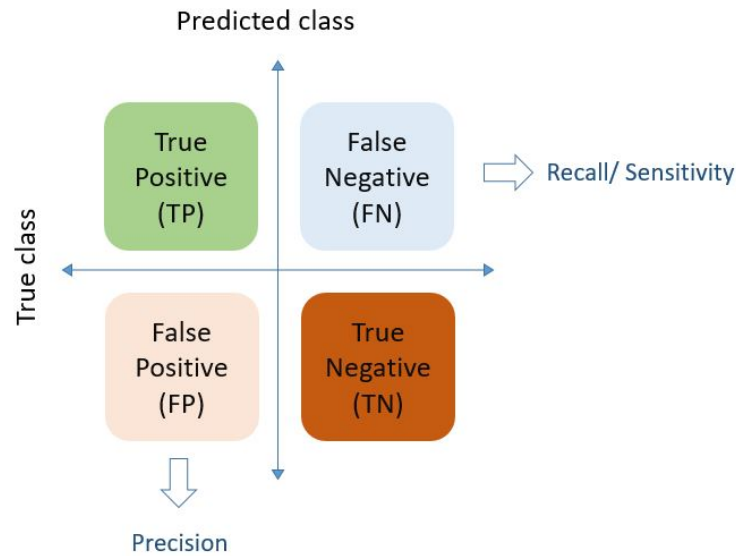 Predicted class
True
Positive
(TP)
False
Negative
(FN)
Recall/ Sensitivity
True class
False
Positive
(FP)
True
Negative
(TN)
Precision